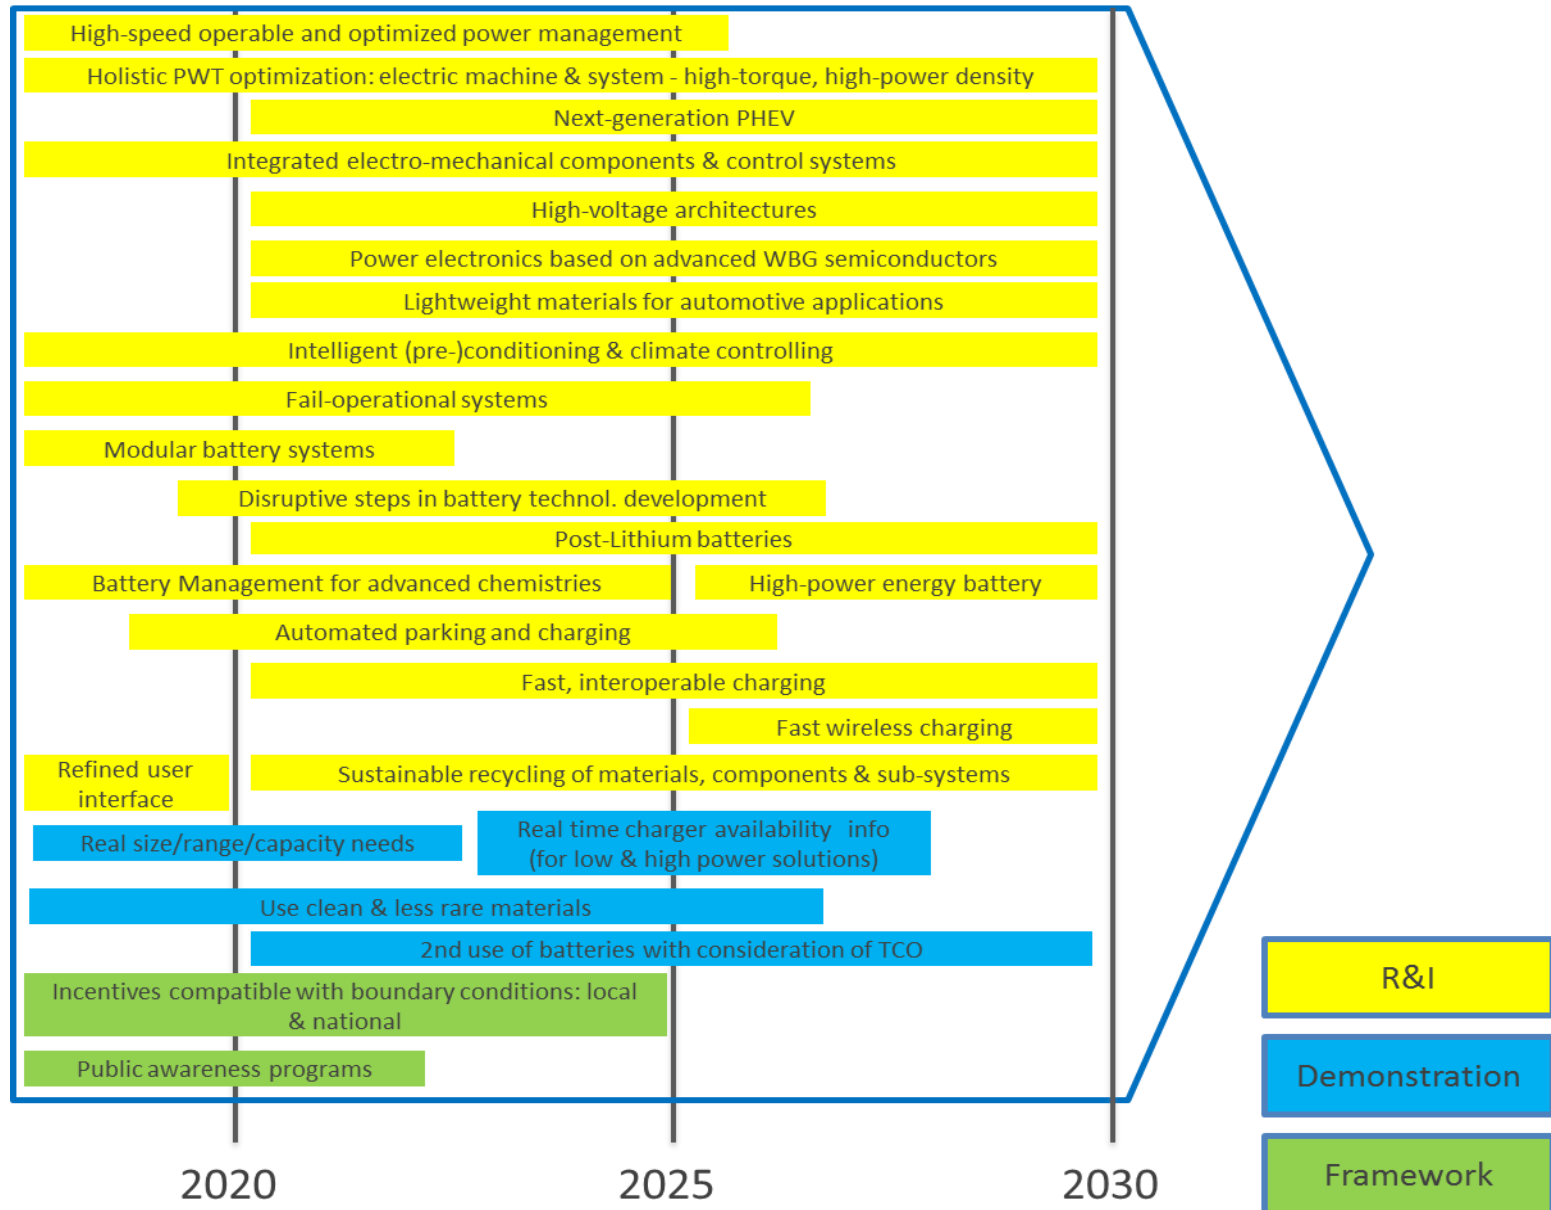 High-speed operable and optimized power management
Holistic PWT optimization: electric machine & system - high-torque, high-power density
Next-generation PHEV
Integrated electro-mechanical components & control systems
High-voltage architectures
Power electronics based on advanced WBG semiconductors
Lightweight materials for automotive applications
Intelligent (pre-)conditioning & climate controlling
Fail-operational systems
Modular battery systems
Disruptive steps in battery technol. development
Post-Lithium batteries
Battery Management for advanced chemistries
High-power energy battery
Automated parking and charging
Fast, interoperable charging
Fast wireless charging
Refined user
interface
Sustainable recycling of materials, components & sub-systems
Real size/range/capacity needs
Real time charger availability info
(for low & high power solutions)
Use clean & less rare materials
2nd use of batteries with consideration of TCO
Incentives compatible with boundary conditions: local
& national
Public awareness programs
R&I
Demonstration
Framework
2020
2025
2030